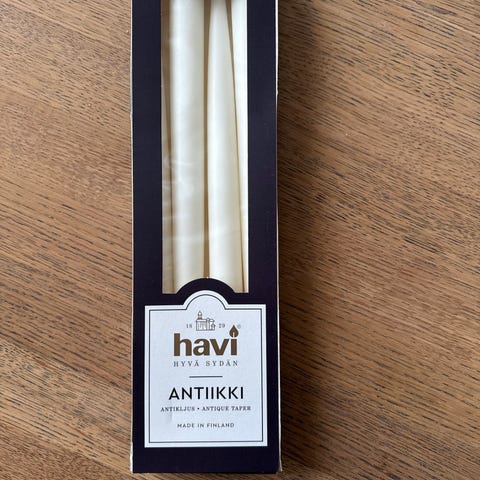 18 29
havi®
HYVÄ SYDÄN
ANTIIKKI
ANTIKLJUS • ANTIQUE TAPER
MADE IN FINLAND